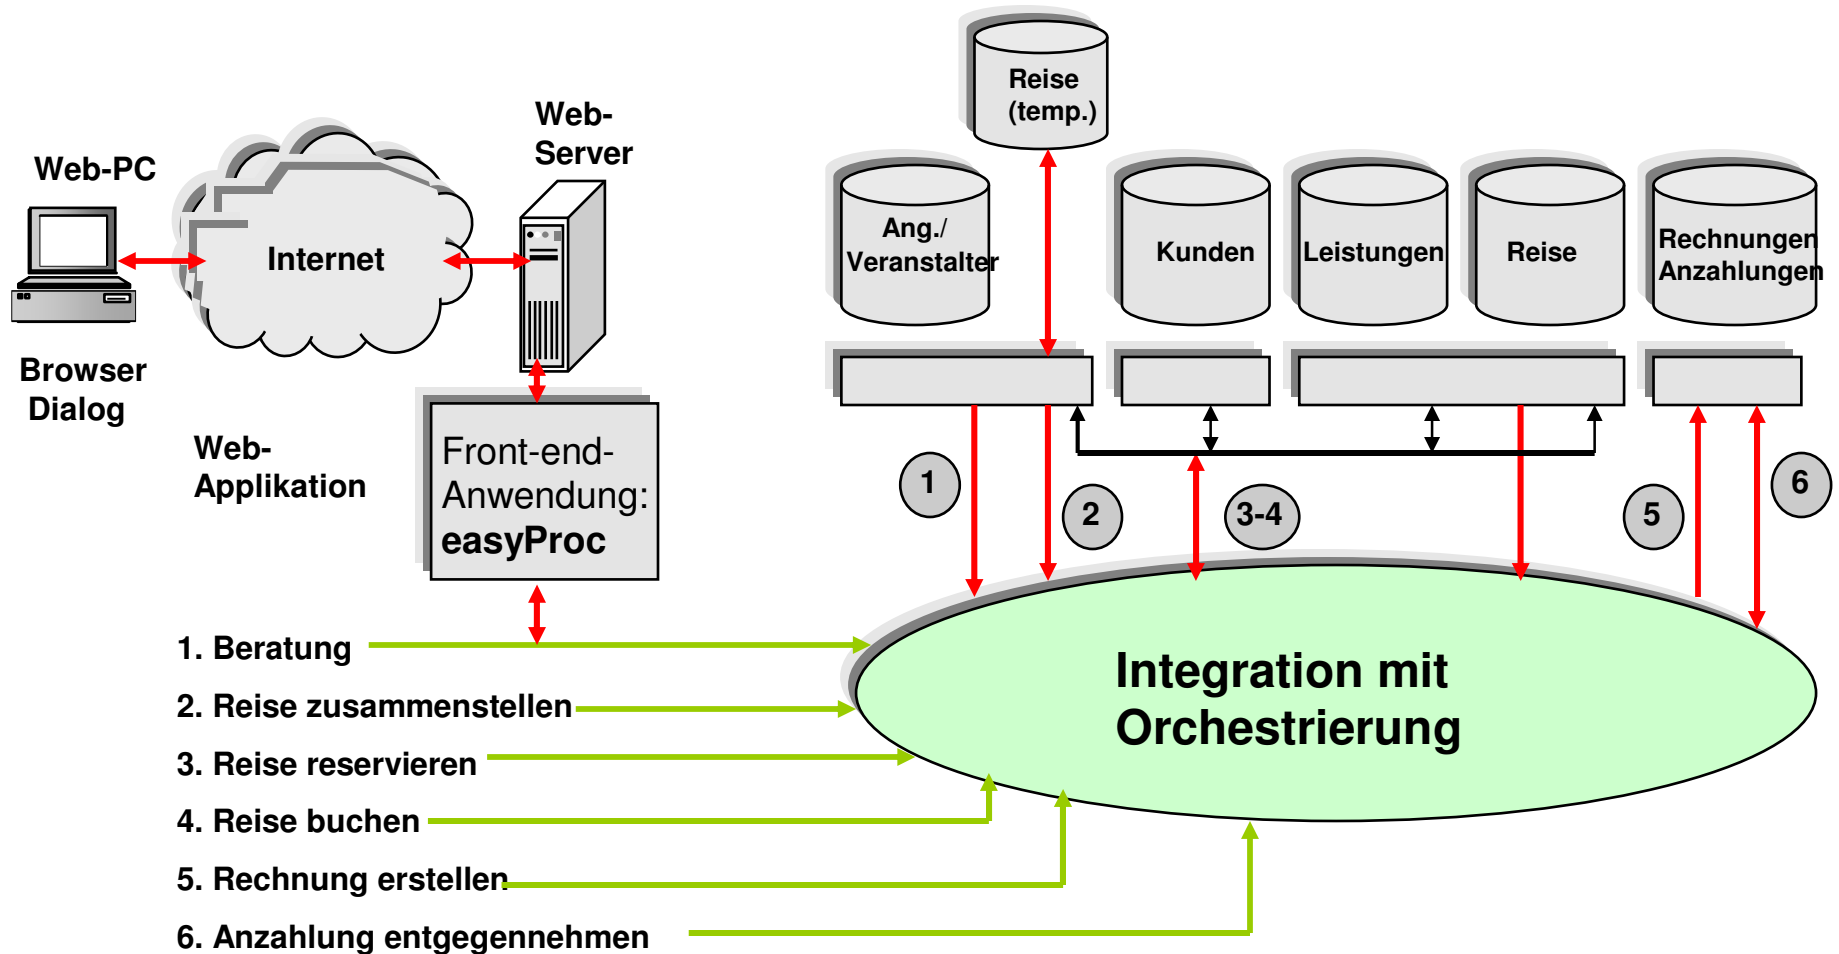 Reise
(temp.)
Web-
Server
Web-PC
Internet
Browser
Dialog
Ang./
Veranstalter
Kunden
Leistungen
Reise
Rechnungen
Anzahlungen
Web-
Applikation
Front-end-
Anwendung:
easyProc
1
2
3-4
5
6
1. Beratung
2. Reise zusammenstellen
3. Reise reservieren
4. Reise buchen
5. Rechnung erstellen
6. Anzahlung entgegennehmen
Integration mit
Orchestrierung